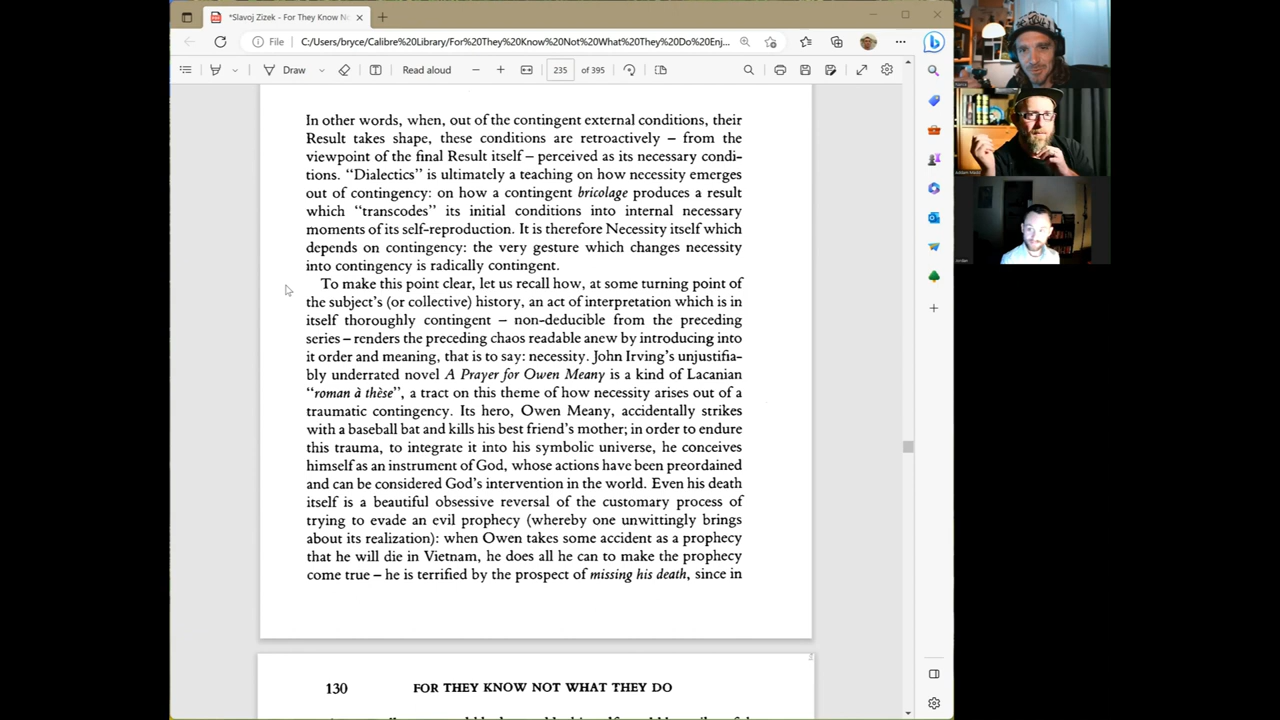 *Slavoj Zizek - For They Know N
File
C:/Users/bryce/Calibre%20Library/For%20They%20Know%20Not%20What%20They%20Do%20Enj...
Draw
Read aloud
235
of 395
In other words, when, out of the contingent external conditions, their
Result takes shape, these conditions are retroactively – from the
viewpoint of the final Result itself – perceived as its necessary condi-
tions. “Dialectics” is ultimately a teaching on how necessity emerges
out of contingency: on how a contingent bricolage produces a result
which “transcodes” its initial conditions into internal necessary
moments of its self-reproduction. It is therefore Necessity itself which
depends on contingency: the very gesture which changes necessity
into contingency is radically contingent.
To make this point clear, let us recall how, at some turning point of
the subject’s (or collective) history, an act of interpretation which is in
itself thoroughly contingent – non-deducible from the preceding
series – renders the preceding chaos readable anew by introducing into
it order and meaning, that is to say: necessity. John Irving’s unjustifia-
bly underrated novel A Prayer for Owen Meany is a kind of Lacanian
“roman à thèse”, a tract on this theme of how necessity arises out of a
traumatic contingency. Its hero, Owen Meany, accidentally strikes
with a baseball bat and kills his best friend’s mother; in order to endure
this trauma, to integrate it into his symbolic universe, he conceives
himself as an instrument of God, whose actions have been preordained
and can be considered God’s intervention in the world. Even his death
itself is a beautiful obsessive reversal of the customary process of
trying to evade an evil prophecy (whereby one unwittingly brings
about its realization): when Owen takes some accident as a prophecy
that he will die in Vietnam, he does all he can to make the prophecy
come true – he is terrified by the prospect of missing his death, since in
130
FOR THEY KNOW NOT WHAT THEY DO
Jordan